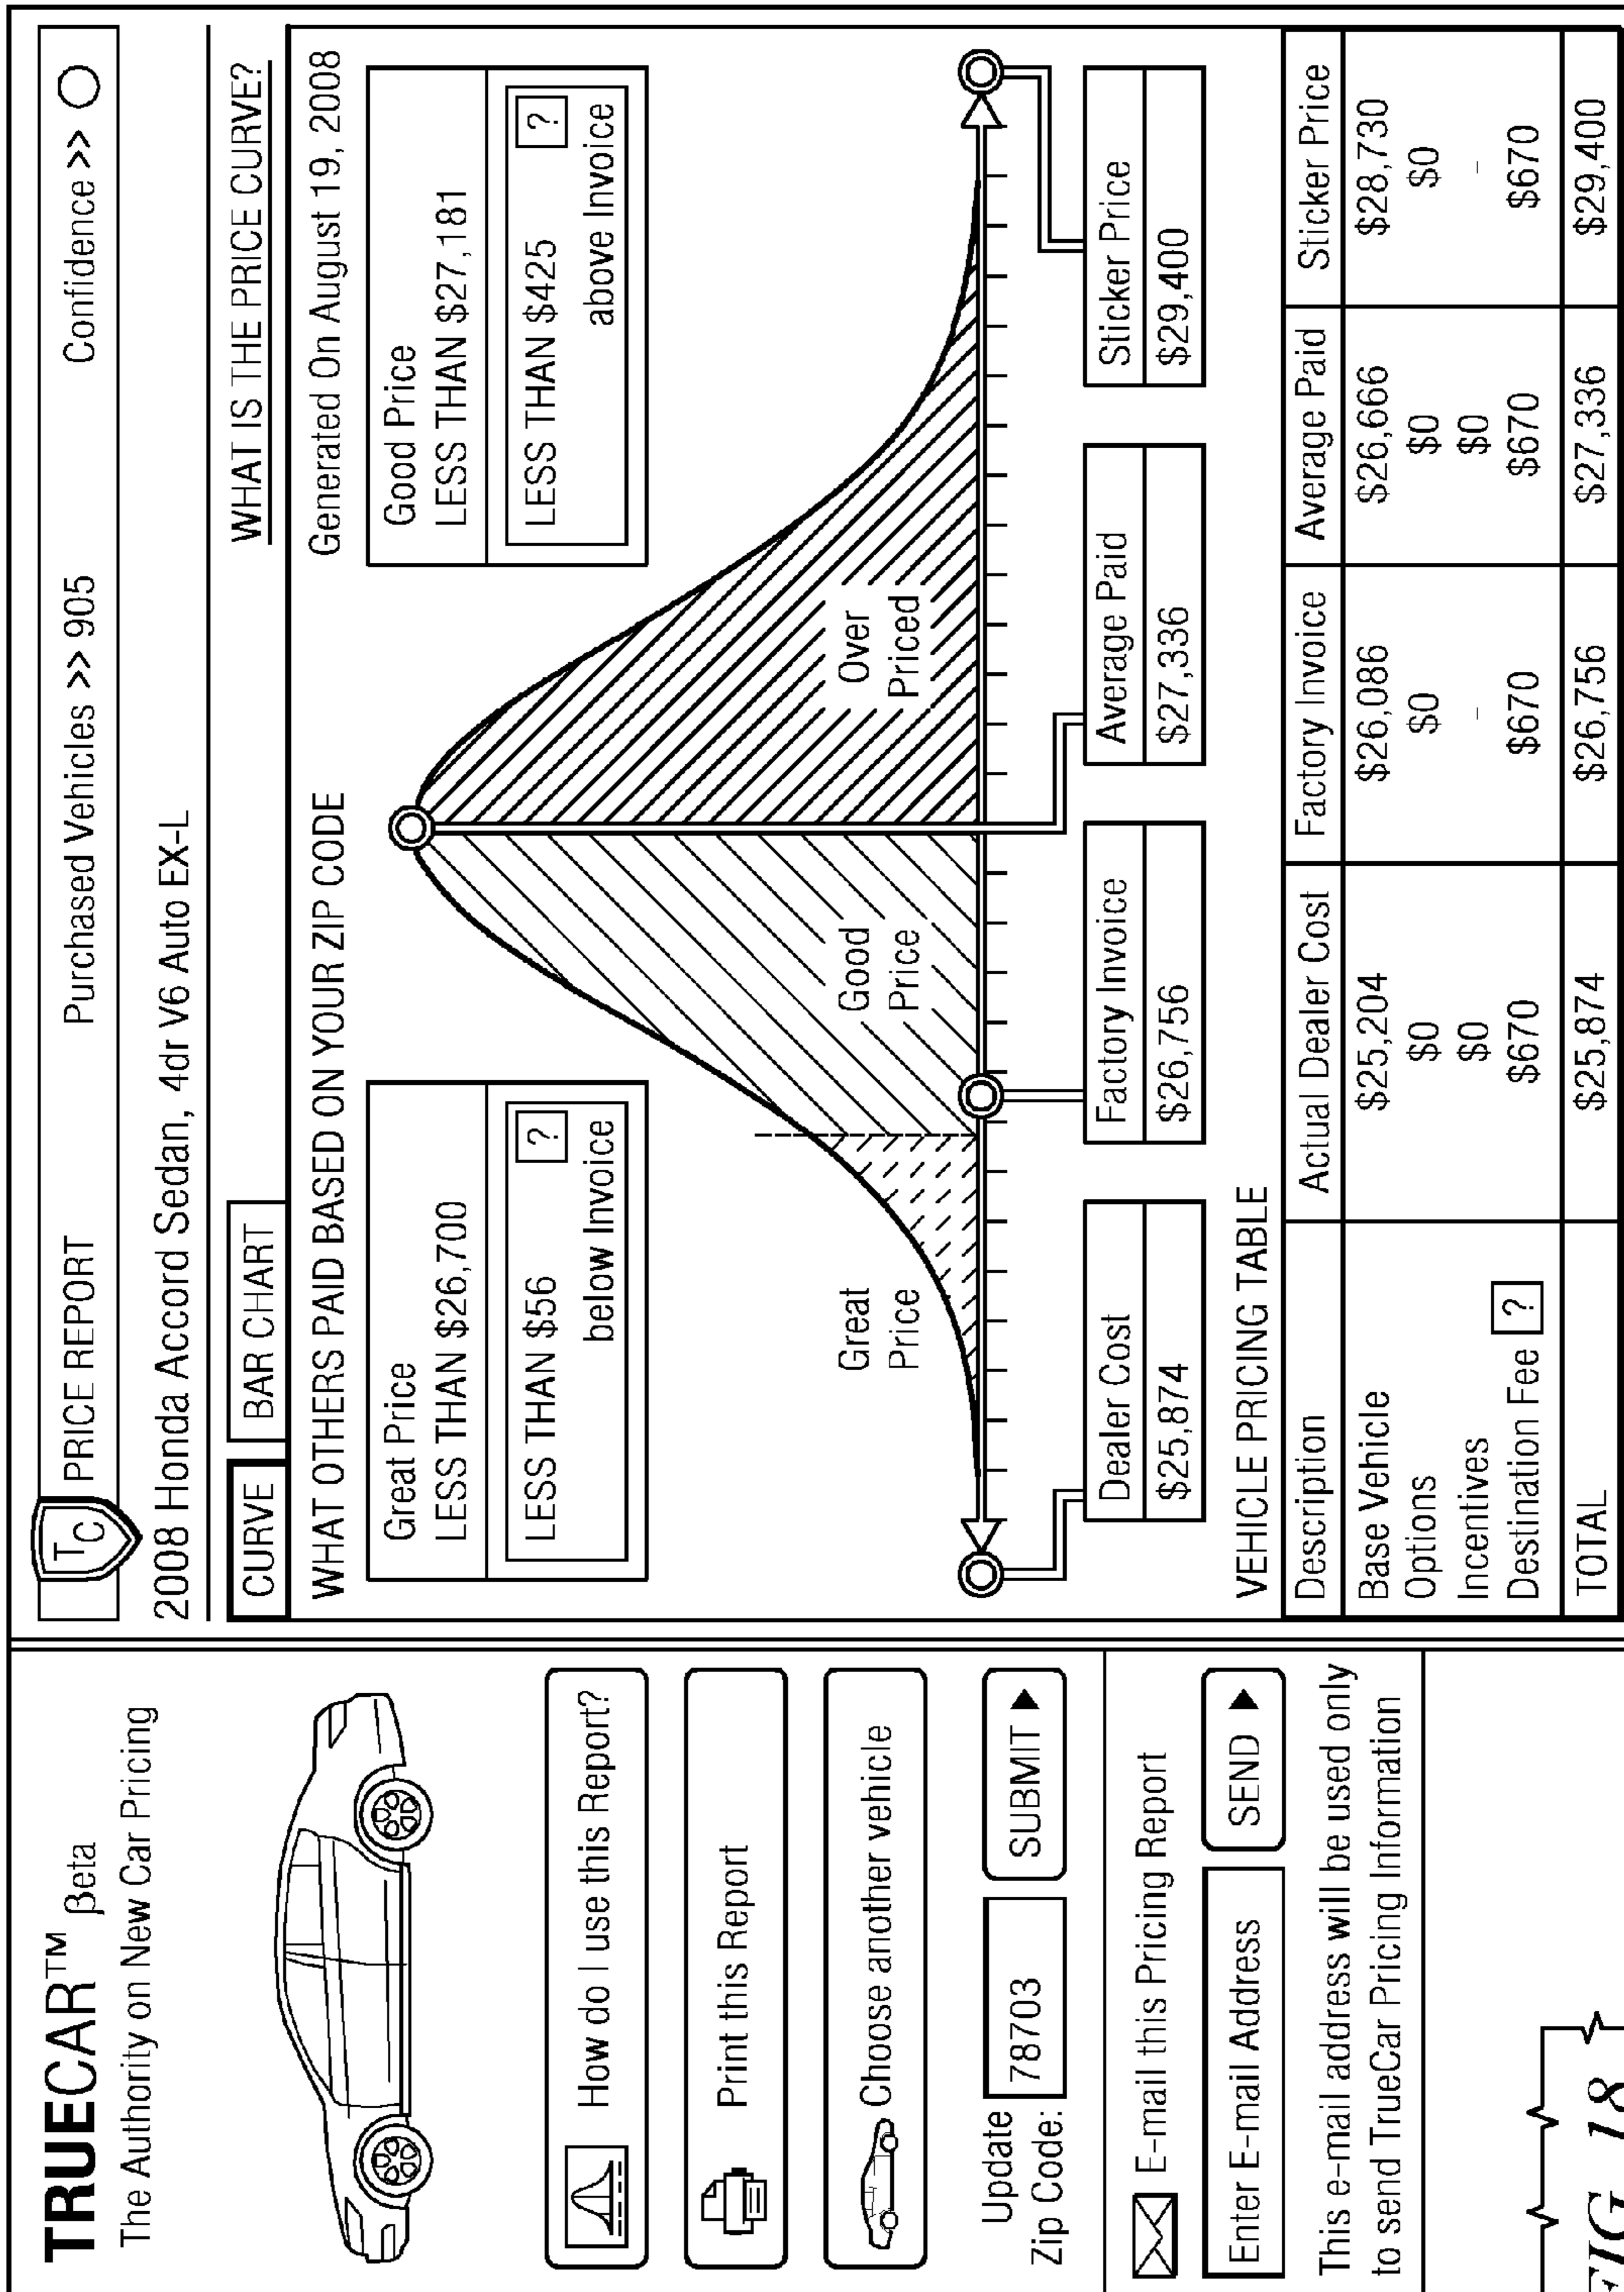 TRUECAR™ βeta
The Authority on New Car Pricing
How do I use this Report?
Print this Report
Choose another vehicle
Update
Zip Code:
78703
SUBMIT ▶
E-mail this Pricing Report
Enter E-mail Address
SEND ▶
This e-mail address will be used only
to send TrueCar Pricing Information
TC PRICE REPORT Purchased Vehicles >> 905 Confidence >>
2008 Honda Accord Sedan, 4dr V6 Auto EX-L
CURVE BAR CHART WHAT IS THE PRICE CURVE?
WHAT OTHERS PAID BASED ON YOUR ZIP CODE Generated On August 19, 2008
Great Price
LESS THAN $26,700
LESS THAN $56 ?
below Invoice
Good Price
LESS THAN $27,181
LESS THAN $425 ?
above Invoice
Great
Price
Good
Price
Over
Priced
Dealer Cost
$25,874
Factory Invoice
$26,756
Average Paid
$27,336
Sticker Price
$29,400
VEHICLE PRICING TABLE
Description Actual Dealer Cost Factory Invoice Average Paid Sticker Price
Base Vehicle $25,204 $26,086 $26,666 $28,730
Options $0 $0 $0 $0
Incentives $0 - $0 -
Destination Fee ? $670 $670 $670 $670
TOTAL $25,874 $26,756 $27,336 $29,400
FIG. 18